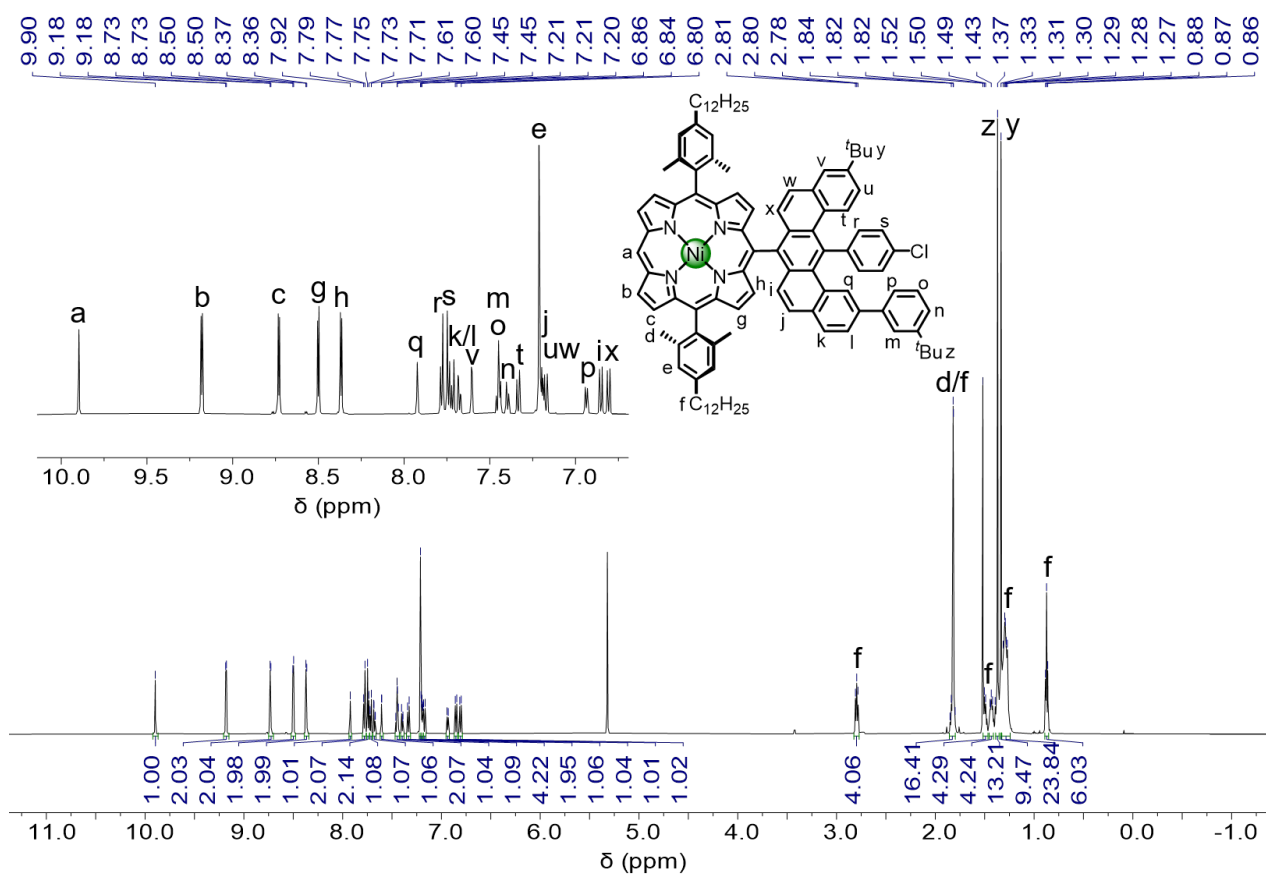 9.90 9.18 9.18 8.73 8.73 8.50 8.50 8.37 8.36 7.92 7.79 7.77 7.75 7.73 7.71 7.61 7.60 7.45 7.45 7.21 7.21 7.20 6.86 6.84 6.80 2.81 2.80 2.78 1.84 1.82 1.82 1.52 1.50 1.49 1.43 1.37 1.33 1.31 1.30 1.29 1.28 1.27 0.88 0.87 0.86
C12H25
tBu y
v
w
u
x
t
r
s
N
N
Ni
Cl
a
N
N
q
p
o
b
h
i
n
c
g
j
d
k
l
m
tBu z
e
f C12H25
z
y
e
a
b
c
g
h
q
r
s
k/l
v
m
o
n
t
j
uw
p
ix
10.0 9.5 9.0 8.5 8.0 7.5 7.0
δ (ppm)
d/f
f
f
f
f
1.00 2.03 2.04 1.98 1.99 1.01 2.07 2.14 1.08 1.07 1.06 2.07 1.04 1.09 4.22 1.95 1.06 1.04 1.01 1.02 4.06 16.41 4.29 4.24 13.21 9.47 23.84 6.03
11.0 10.0 9.0 8.0 7.0 6.0 5.0 4.0 3.0 2.0 1.0 0.0 -1.0
δ (ppm)